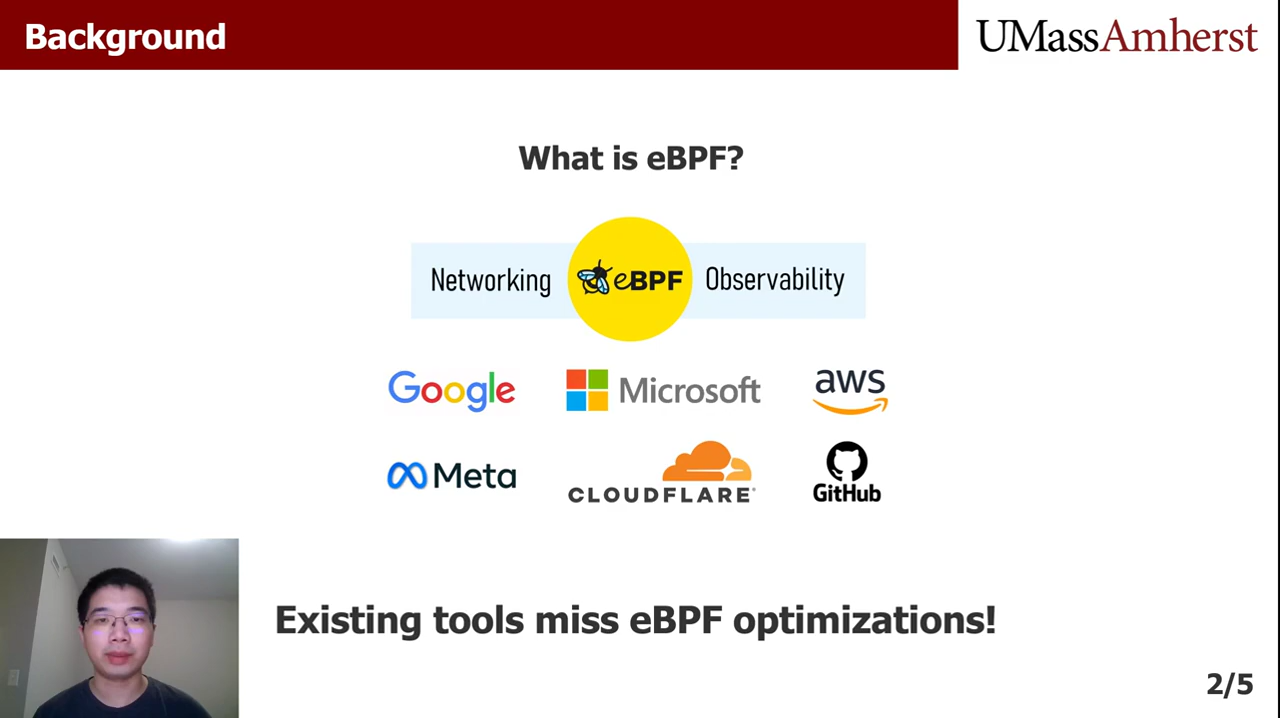 Background
UMassAmherst
What is eBPF?
Networking eBPF Observability
Google Microsoft aws
Meta CLOUDFLARE GitHub
Existing tools miss eBPF optimizations!
2/5